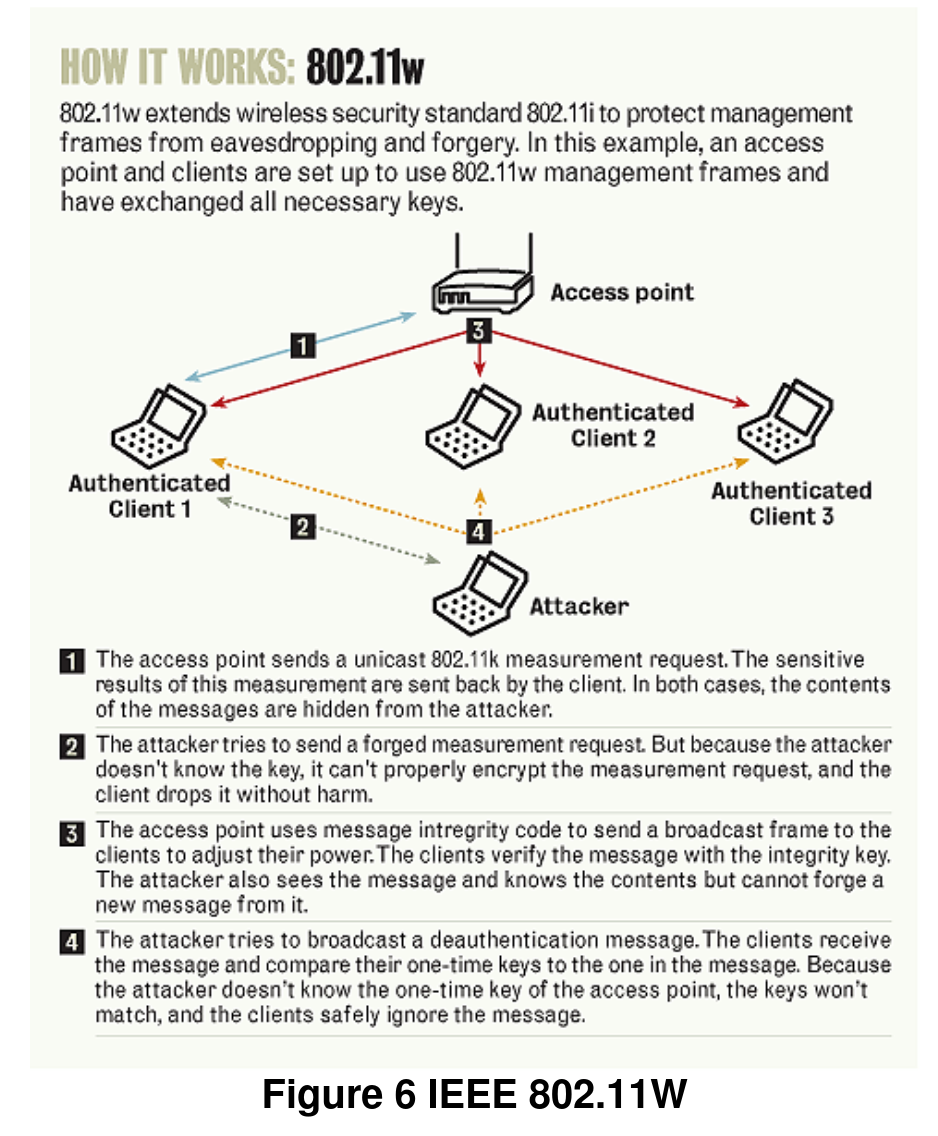 HOW IT WORKS: 802.11w
802.11w extends wireless security standard 802.11i to protect management
frames from eavesdropping and forgery. In this example, an access
point and clients are set up to use 802.11w management frames and
have exchanged all necessary keys.
Access point
1
3
Authenticated
Client 2
Authenticated
Client 1
Authenticated
Client 3
2
4
Attacker
1 The access point sends a unicast 802.11k measurement request. The sensitive
results of this measurement are sent back by the client. In both cases, the contents
of the messages are hidden from the attacker.
2 The attacker tries to send a forged measurement request. But because the attacker
doesn't know the key, it can't properly encrypt the measurement request, and the
client drops it without harm.
3 The access point uses message intregrity code to send a broadcast frame to the
clients to adjust their power. The clients verify the message with the integrity key.
The attacker also sees the message and knows the contents but cannot forge a
new message from it.
4 The attacker tries to broadcast a deauthentication message. The clients receive
the message and compare their one-time keys to the one in the message. Because
the attacker doesn't know the one-time key of the access point, the keys won't
match, and the clients safely ignore the message.
Figure 6 IEEE 802.11W